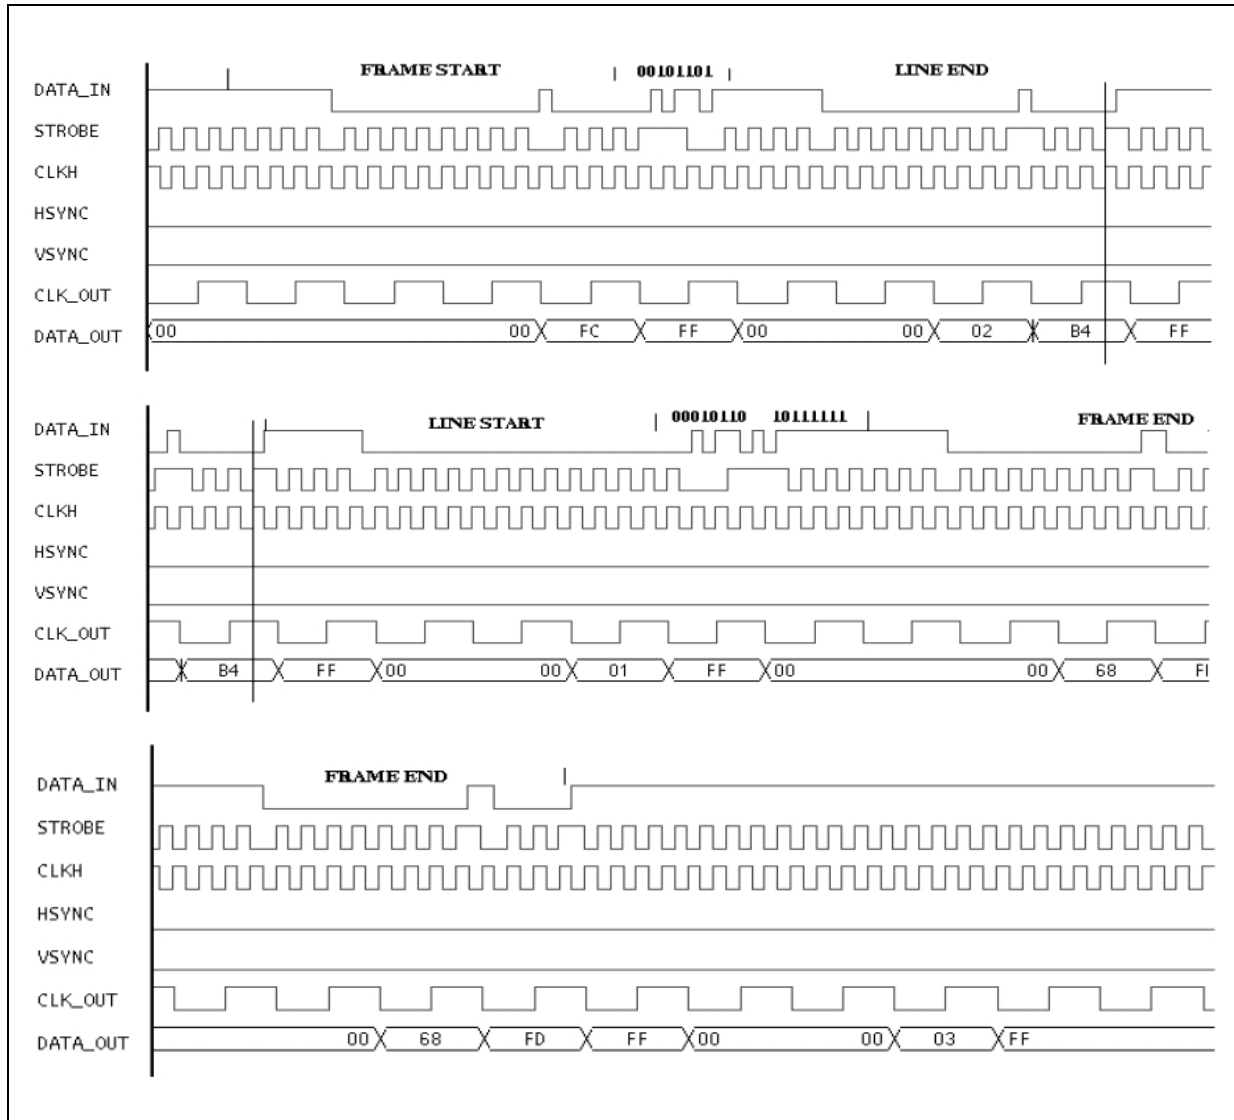 FRAME START 00101101 LINE END
DATA_IN
STROBE
CLKH
HSYNC
VSYNC
CLK_OUT
DATA_OUT 00 00 FC FF 00 00 02 B4 FF
LINE START 00010110 10111111 FRAME END
DATA_IN
STROBE
CLKH
HSYNC
VSYNC
CLK_OUT
DATA_OUT B4 FF 00 00 01 FF 00 00 68
FRAME END
DATA_IN
STROBE
CLKH
HSYNC
VSYNC
CLK_OUT
DATA_OUT 00 68 FD FF 00 00 03 FF